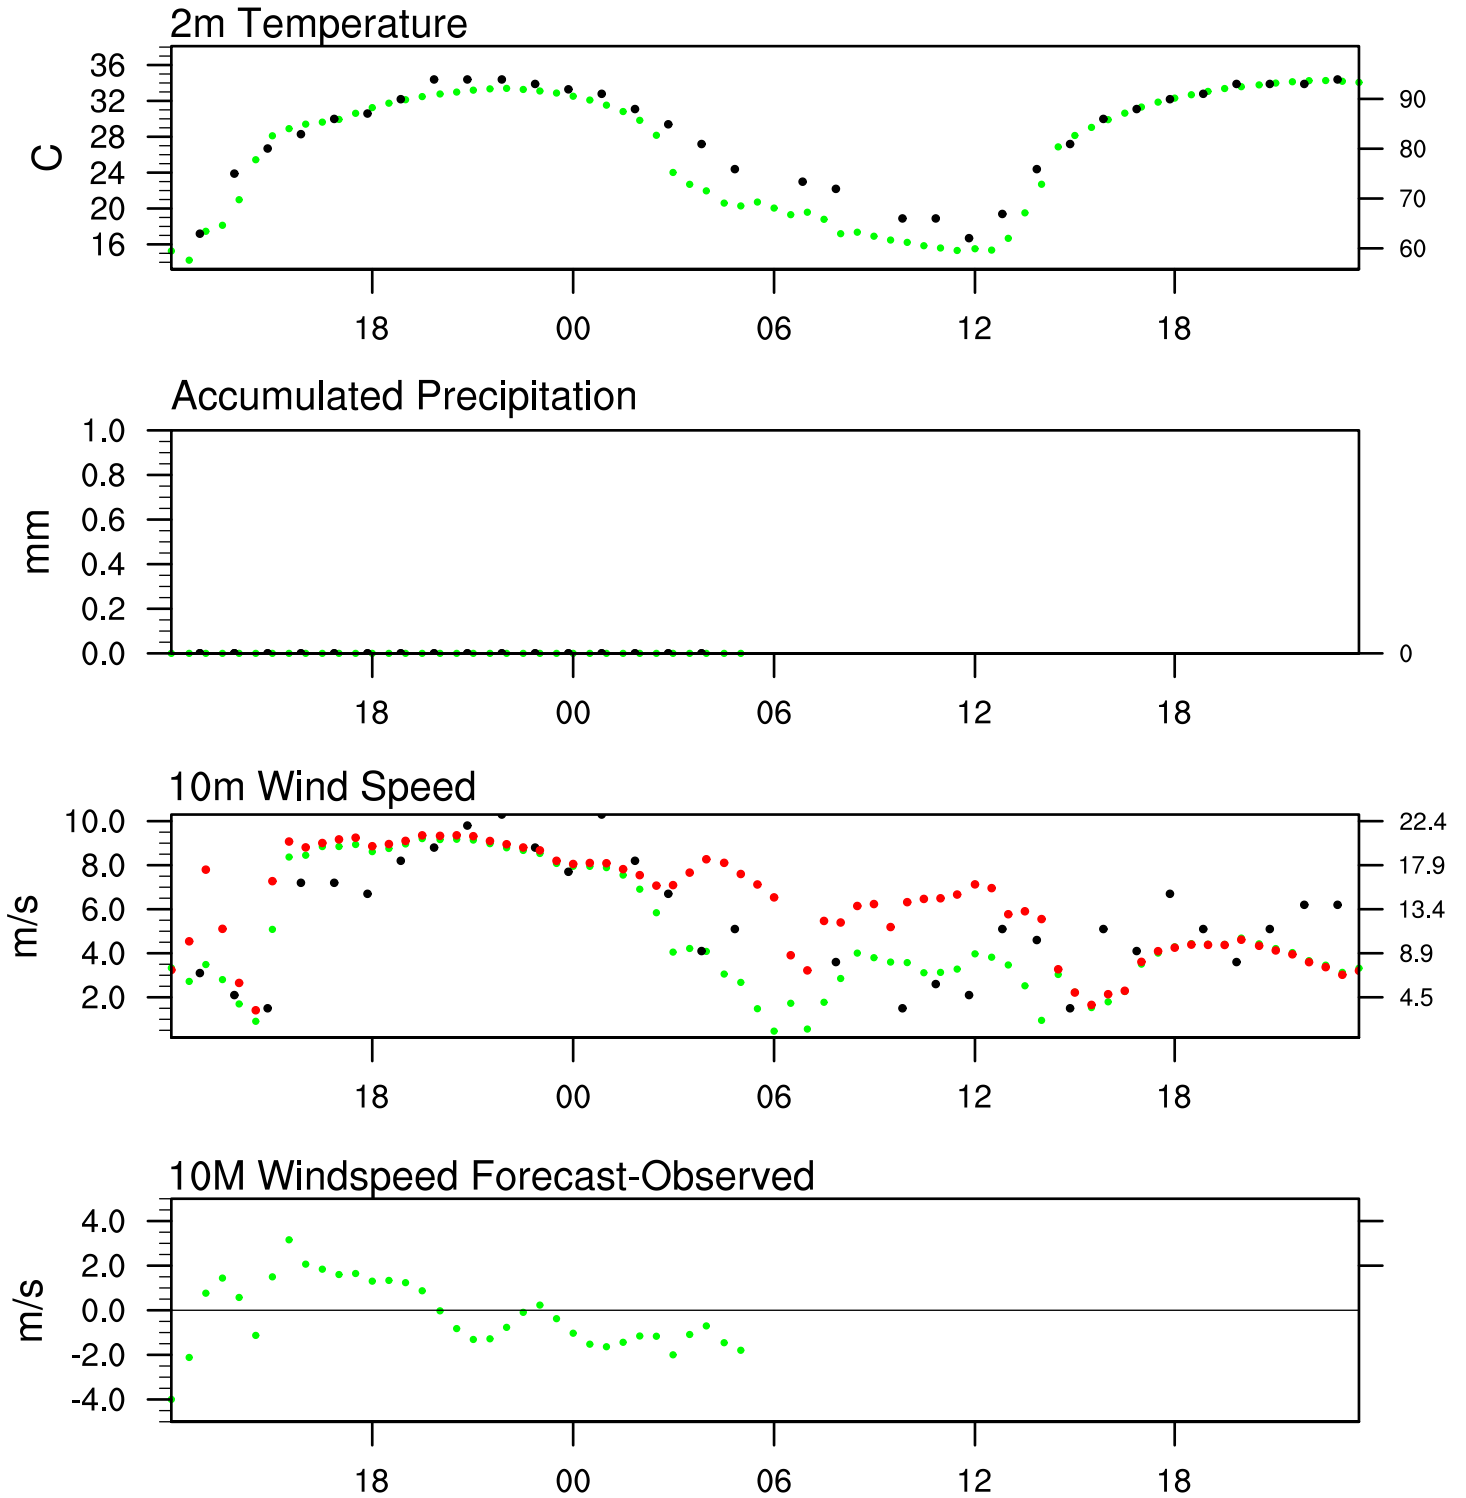 2m Temperature
36
32
28
24
20
16
C
90
80
70
60
18 00 06 12 18
Accumulated Precipitation
1.0
0.8
0.6
0.4
0.2
0.0
mm
0
18 00 06 12 18
10m Wind Speed
10.0
8.0
6.0
4.0
2.0
m/s
22.4
17.9
13.4
8.9
4.5
18 00 06 12 18
10M Windspeed Forecast-Observed
4.0
2.0
0.0
-2.0
-4.0
m/s
18 00 06 12 18